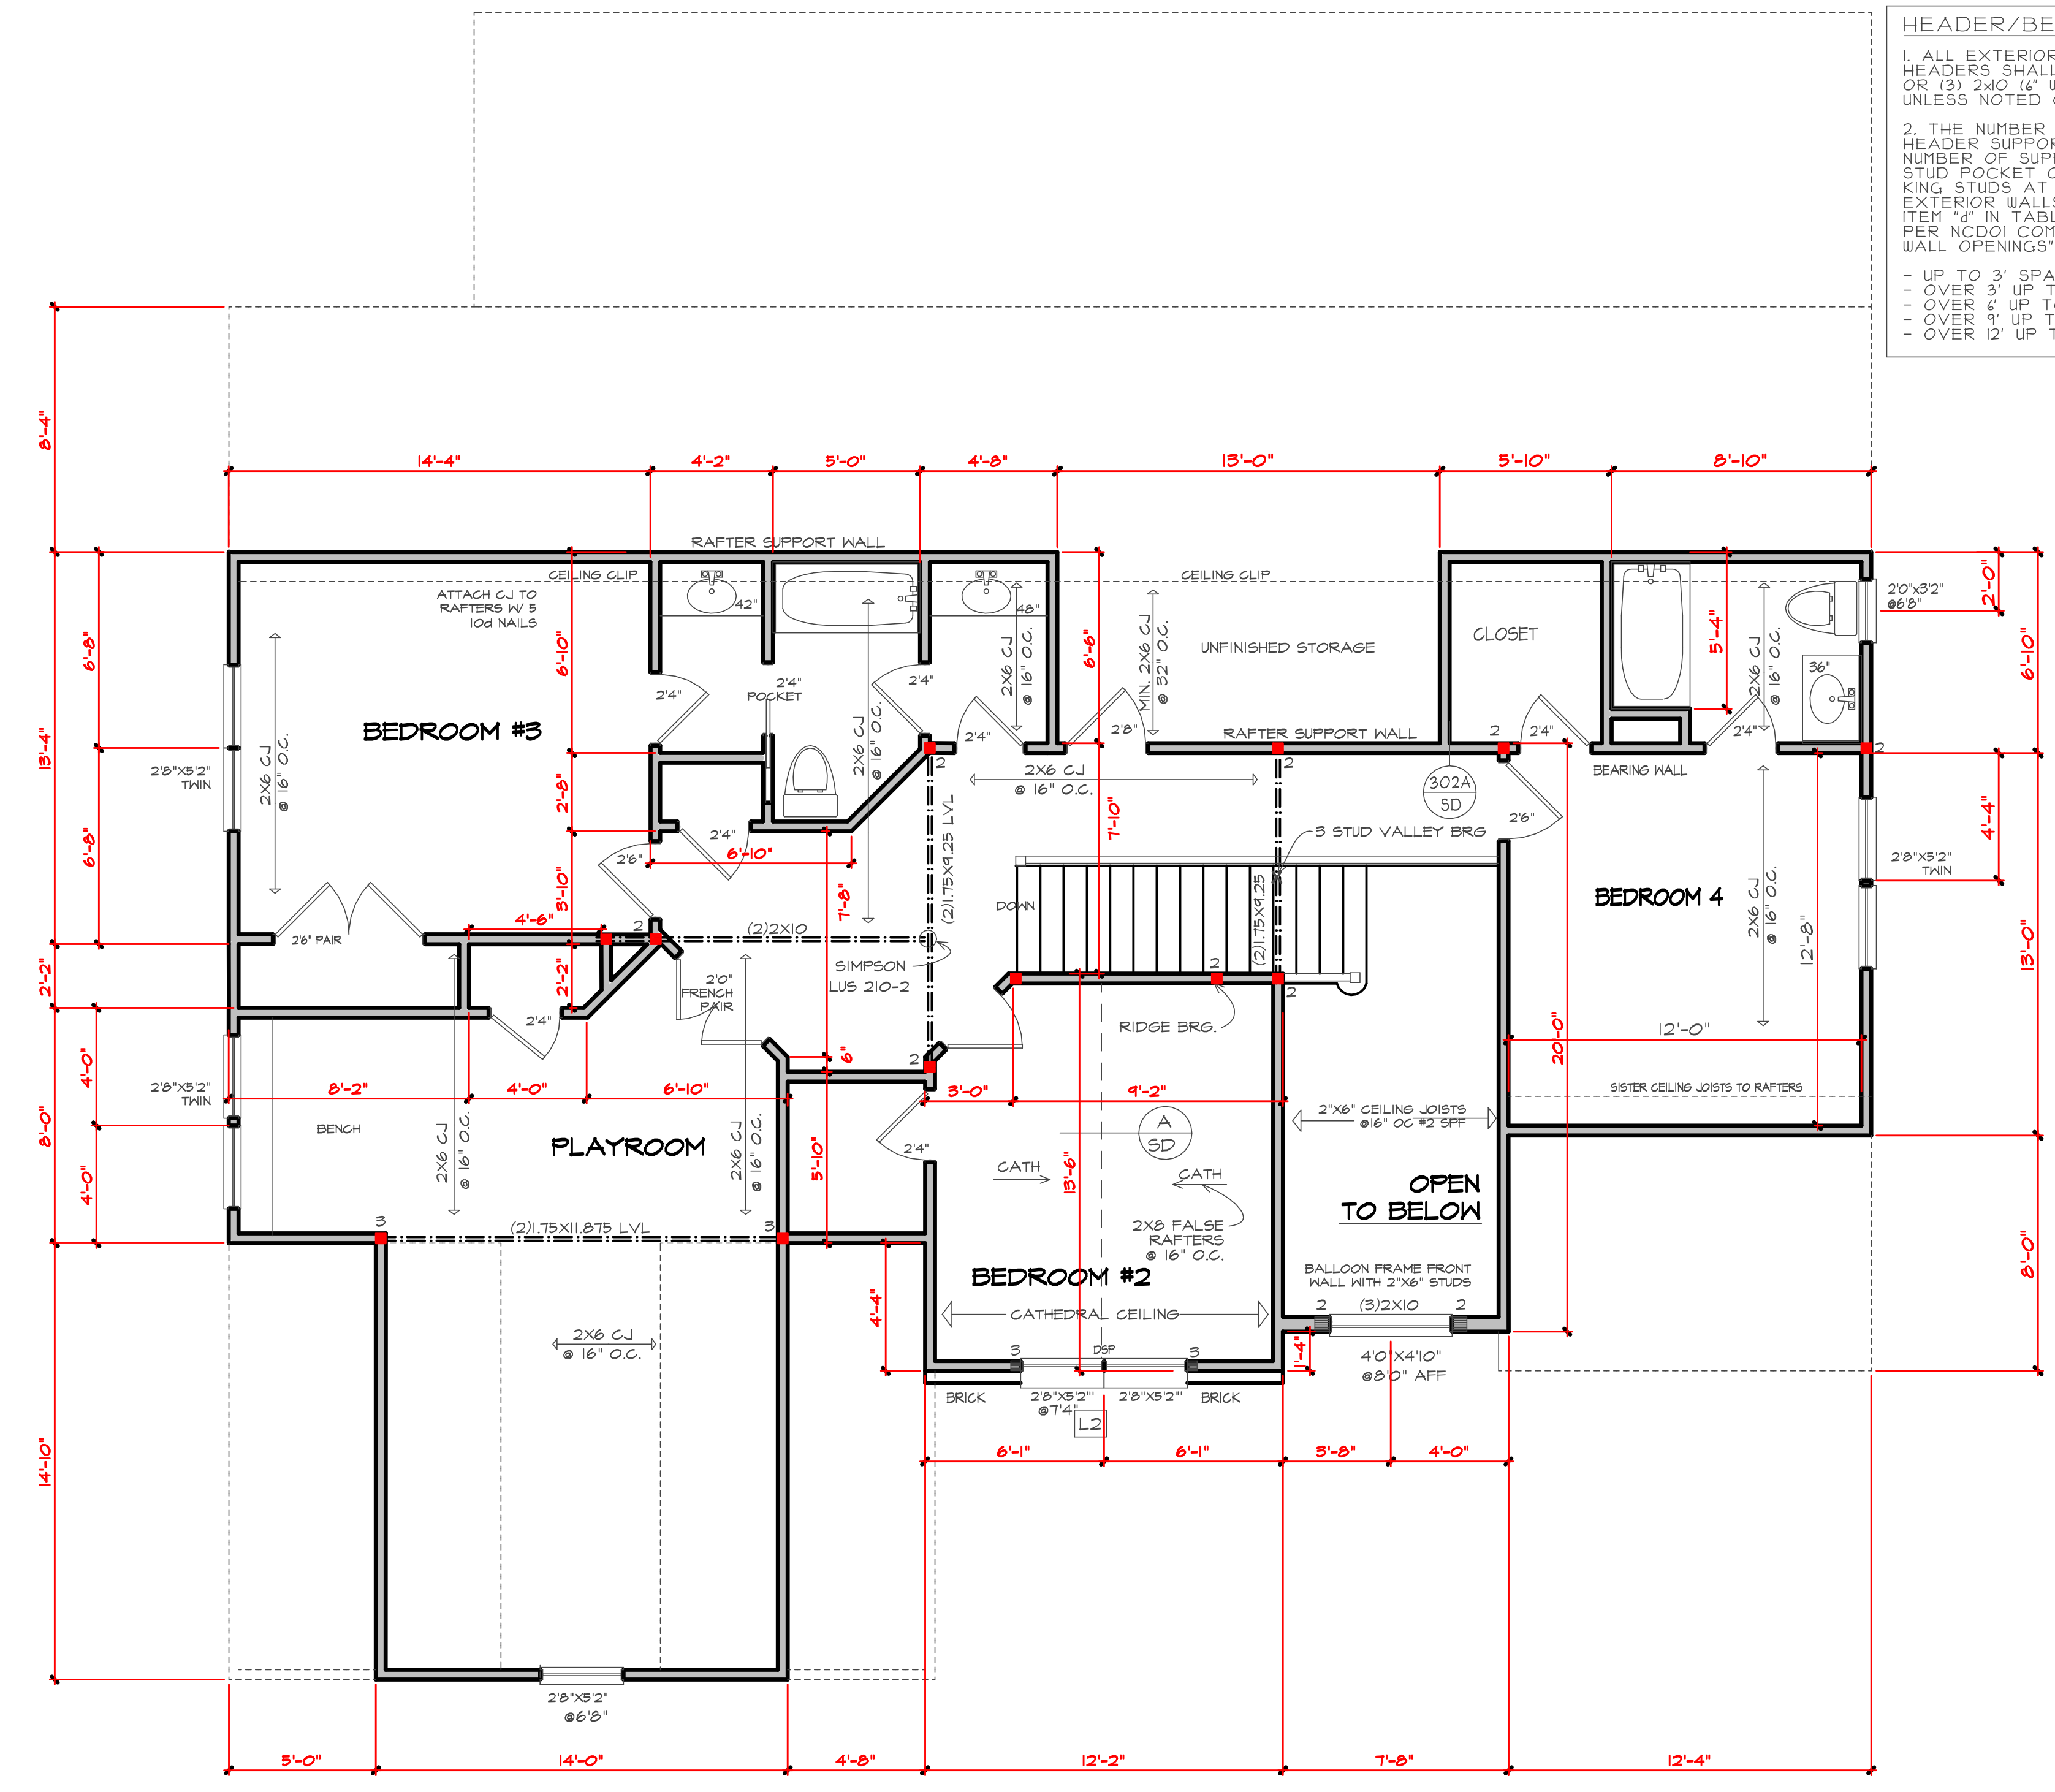 HEADER/BE
1. ALL EXTERIOR
HEADERS SHALL
OR (3) 2x10 (6"
UNLESS NOTED
2. THE NUMBER
HEADER SUPPOR
NUMBER OF SUP
STUD POCKET
KING STUDS AT
EXTERIOR WALLS
ITEM "d" IN TABL
PER NCDOI COM
WALL OPENINGS"
- UP TO 3' SPA
- OVER 3' UP T
- OVER 6' UP TO
- OVER 9' UP T
- OVER 12' UP T
8'-4"
14'-4"
4'-2"
5'-0"
4'-8"
13'-0"
5'-10"
8'-10"
RAFTER SUPPORT WALL
CEILING CLIP
CEILING CLIP
ATTACH CJ TO
RAFTERS W/ 5
10d NAILS
42"
48"
2'0"X3'2"
@6'8"
2'-0"
6'-8"
6'-10"
6'-6"
5'-4"
6'-10"
2X6 CJ
@ 16" O.C.
MIN. 2X6 CJ
@ 32" O.C.
UNFINISHED STORAGE
CLOSET
2X6 CJ
@ 16" O.C.
36"
2'4"
2'4"
POCKET
2'4"
BEDROOM #3
13'-4"
2X6 CJ
@ 16" O.C.
2X6 CJ
@ 16" O.C.
2'4"
2'8"
RAFTER SUPPORT WALL
2
2'4"
2'4"
2
2'8"X5'2"
TWIN
2
2X6 CJ
@ 16" O.C.
2
302A
SD
BEARING WALL
2'-8"
2'4"
6'-10"
(2)1.75X9.25 LVL
7'-10"
3 STUD VALLEY BRG
2'6"
4'-4"
6'-8"
2'6"
3'-10"
7'-8"
2'8"X5'2"
TWIN
DOWN
(2)1.75X9.25
BEDROOM 4
2X6 CJ
@ 16" O.C.
12'-8"
13'-0"
4'-6"
2
2'6" PAIR
(2)2X10
2'-2"
2'-2"
SIMPSON
LUS 210-2
2'0"
FRENCH
PAIR
2
2
RIDGE BRG.
2'4"
12'-0"
20'-0"
4'-0"
6"
2
2'8"X5'2"
TWIN
8'-2"
4'-0"
6'-10"
3'-0"
9'-2"
SISTER CEILING JOISTS TO RAFTERS
8'-0"
BENCH
2X6 CJ
@ 16" O.C.
PLAYROOM
2X6 CJ
@ 16" O.C.
5'-10"
2'4"
A
SD
2"X6" CEILING JOISTS
@16" OC #2 SPF
4'-0"
CATH
13'-6"
CATH
OPEN
TO BELOW
3
(2)1.75X11.875 LVL
3
2X8 FALSE
RAFTERS
@ 16" O.C.
8'-0"
BEDROOM #2
BALLOON FRAME FRONT
WALL WITH 2"X6" STUDS
4'-4"
CATHEDRAL CEILING
2
(3)2X10
2
2X6 CJ
@ 16" O.C.
3
DSP
3
1'-4"
4'0"X4'10"
@8'0" AFF
BRICK
2'8"X5'2"
2'8"X5'2"
BRICK
@7'4"
L2
14'-10"
6'-1"
6'-1"
3'-8"
4'-0"
2'8"X5'2"
@6'8"
5'-0"
14'-0"
4'-8"
12'-2"
7'-8"
12'-4"